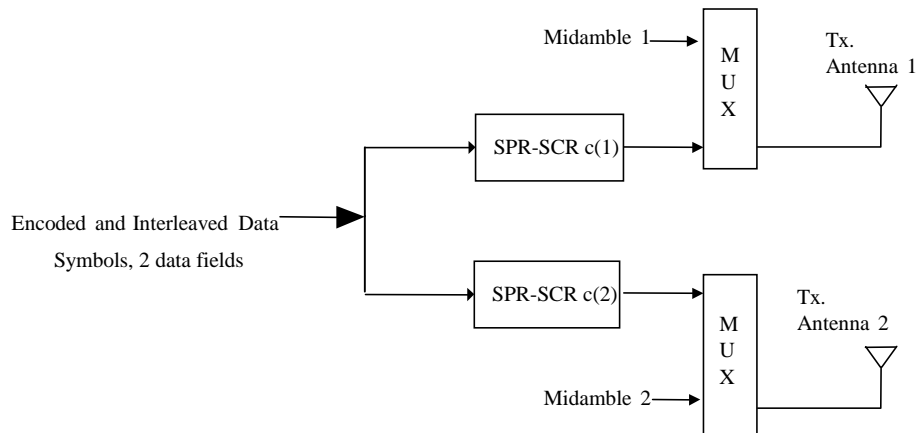 Midamble 1
M
U
X
Tx.
Antenna 1
SPR-SCR c(1)
Encoded and Interleaved Data
Symbols, 2 data fields
SPR-SCR c(2)
M
U
X
Tx.
Antenna 2
Midamble 2